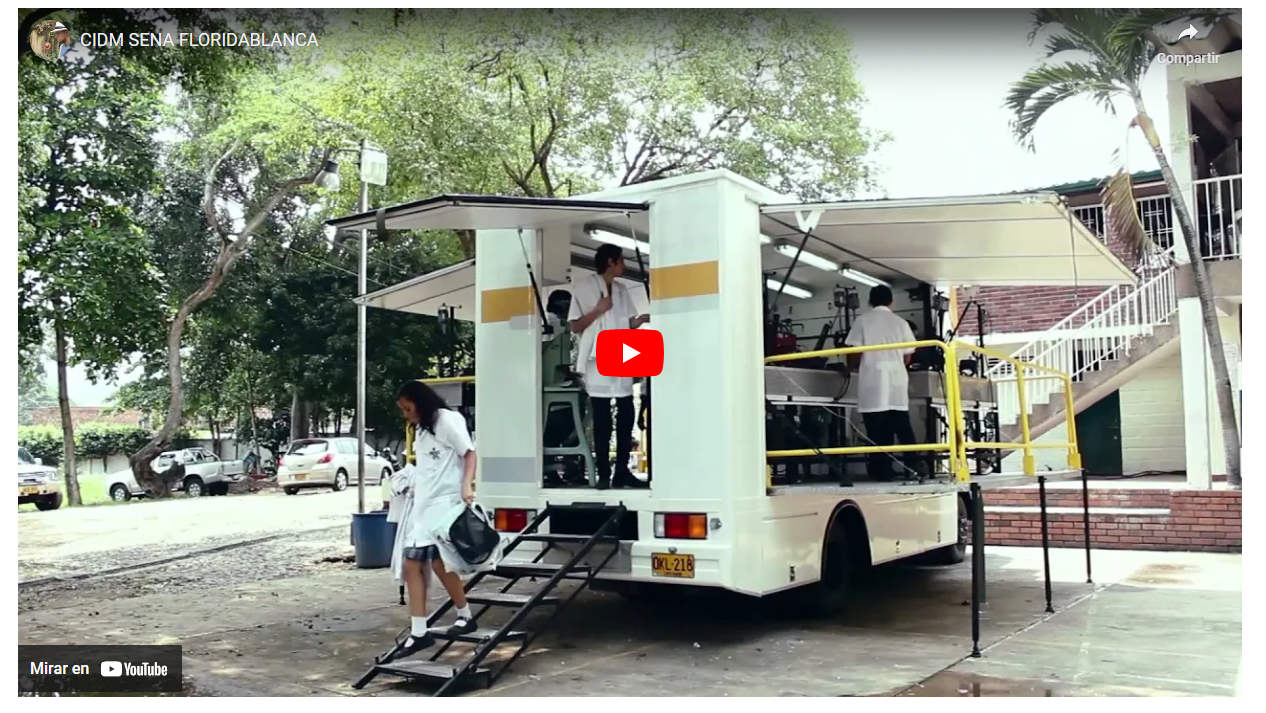 CIDM SENA FLORIDABLANCA
Compartir
OKL-218
Mirar en YouTube